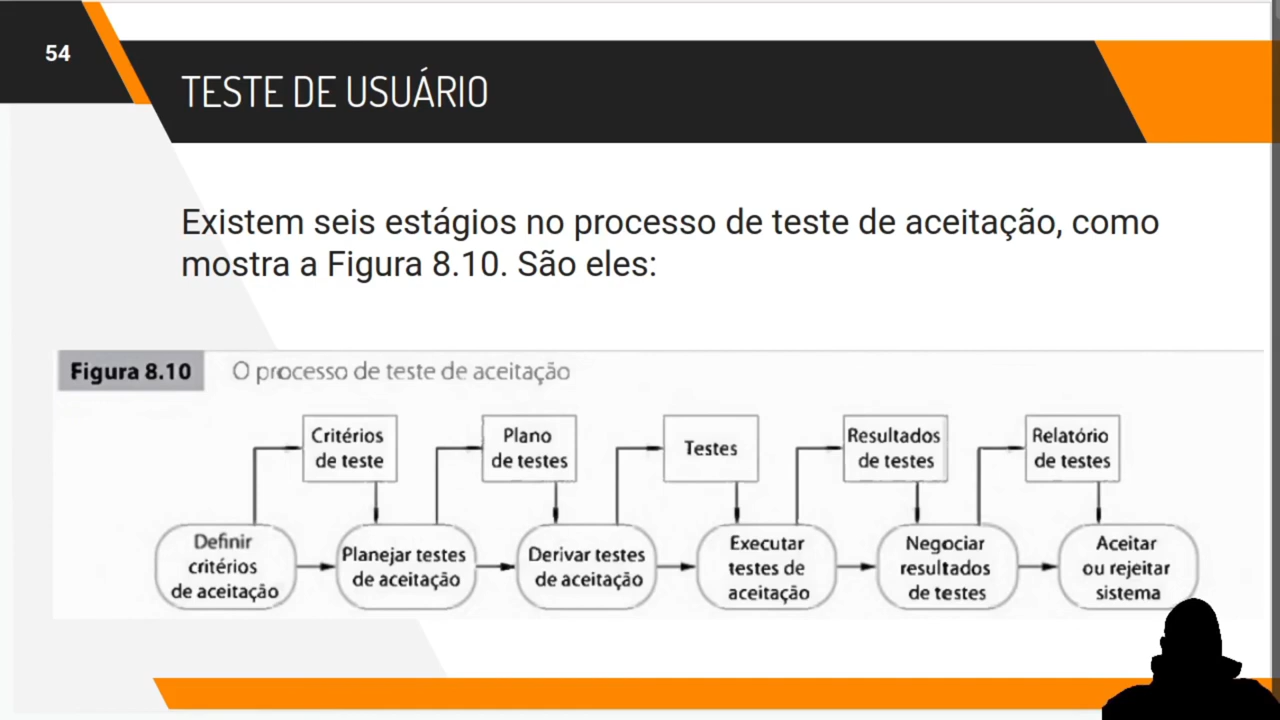 54
TESTE DE USUÁRIO
Existem seis estágios no processo de teste de aceitação, como
mostra a Figura 8.10. São eles:
Figura 8.10 O processo de teste de aceitação
Critérios
de teste
Plano
de testes
Testes
Resultados
de testes
Relatório
de testes
Definir
critérios
de aceitação
Planejar testes
de aceitação
Derivar testes
de aceitação
Executar
testes de
aceitação
Negociar
resultados
de testes
Aceitar
ou rejeitar
sistema